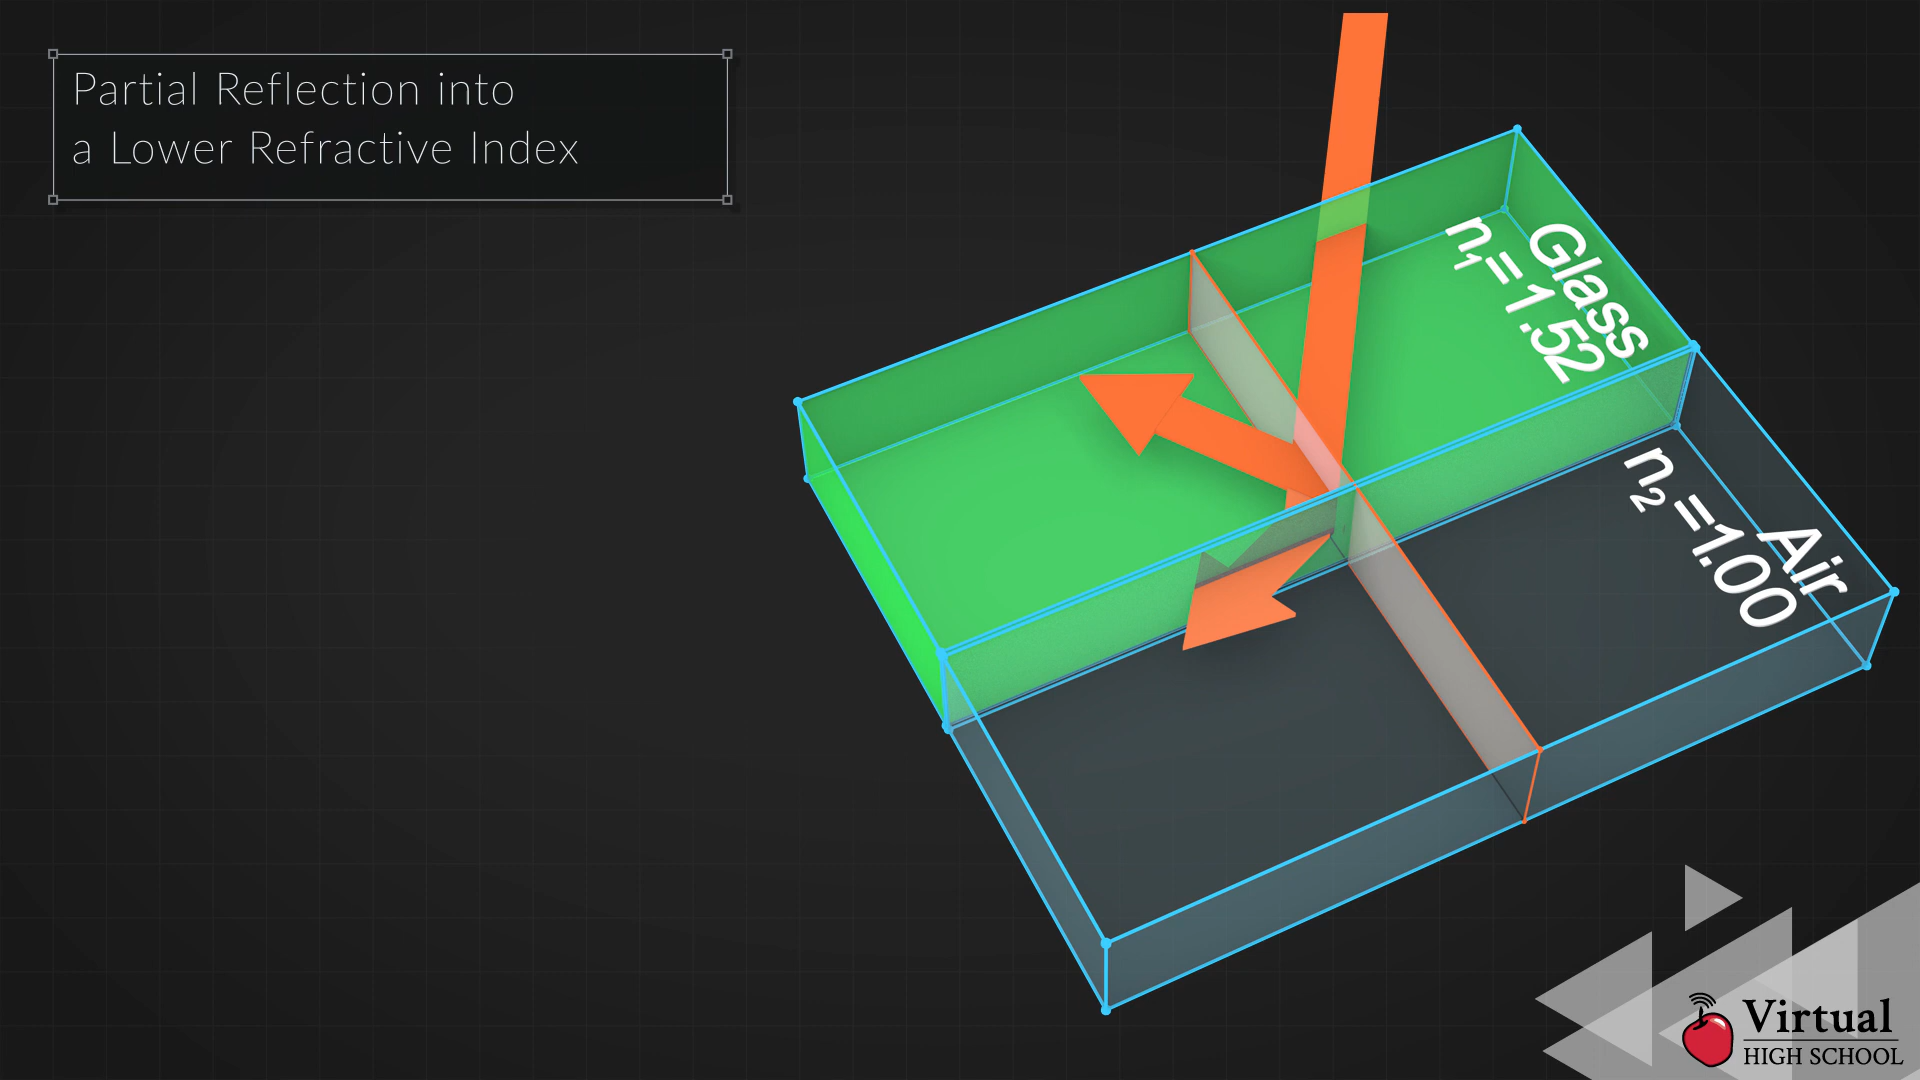 Partial Reflection into
a Lower Refractive Index
Glass
n₁=1.52
Air
n₂=1.00
Virtual
HIGH SCHOOL